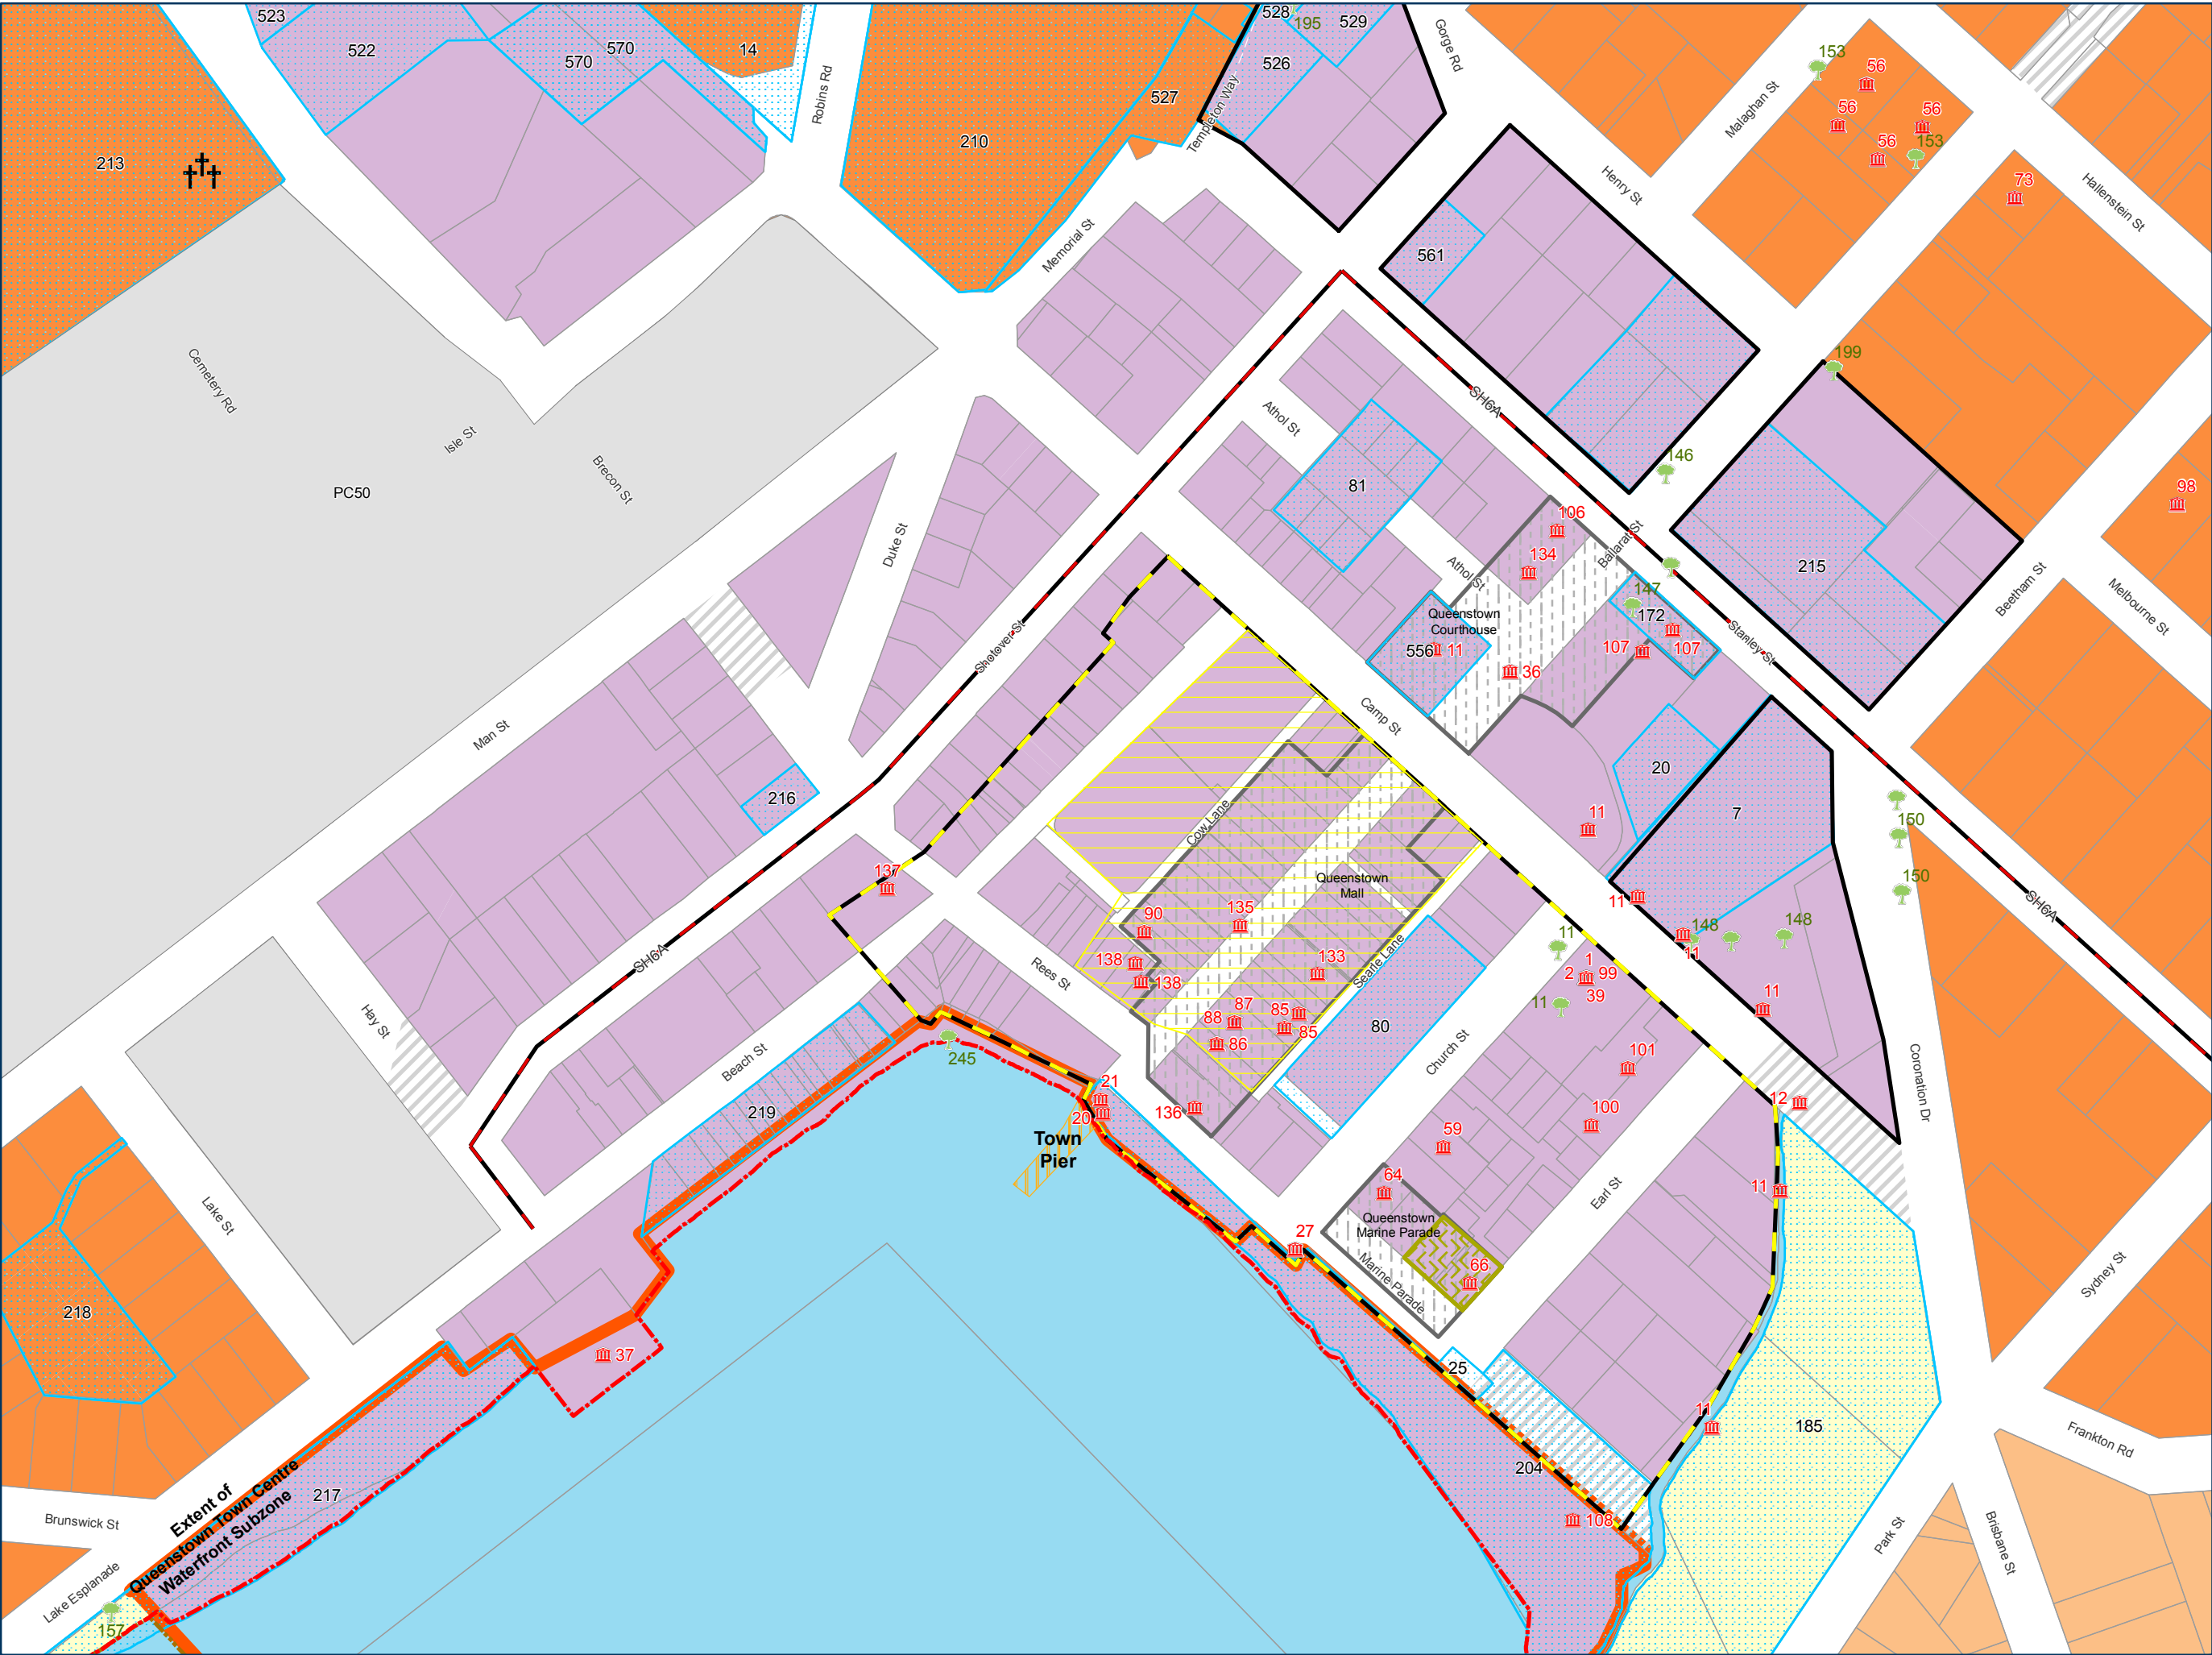 523
522
570
570
14
Robins Rd
210
527
528
195
529
526
Templeton Way
Gorge Rd
153
56
56
56
56
153
Malaghan St
Henry St
Hallenstein St
73
213
Memorial St
561
199
Cemetery Rd
Isle St
Brecon St
PC50
Athol St
SH6A
81
146
98
Duke St
106
134
Ballarat St
Athol St
215
Queenstown
Courthouse
556
11
36
147
172
107
107
Beetham St
Melbourne St
Stanley St
Shotover St
Man St
Camp St
216
20
7
11
Cow Lane
150
150
137
Queenstown
Mall
11
148
148
11
SH6A
90
135
138
138
133
Searle Lane
11
1
2
99
39
11
11
SH6A
Rees St
Hay St
87
88
86
85
85
80
Church St
101
100
Beach St
245
219
21
20
136
Town
Pier
12
11
Coronation Dr
59
64
Queenstown
Marine Parade
66
Marine Parade
Earl St
27
Lake St
218
37
25
Sydney St
185
11
Frankton Rd
204
108
Extent of
Queenstown Town Centre
Waterfront Subzone
217
Brunswick St
Lake Esplanade
157
Park St
Brisbane St